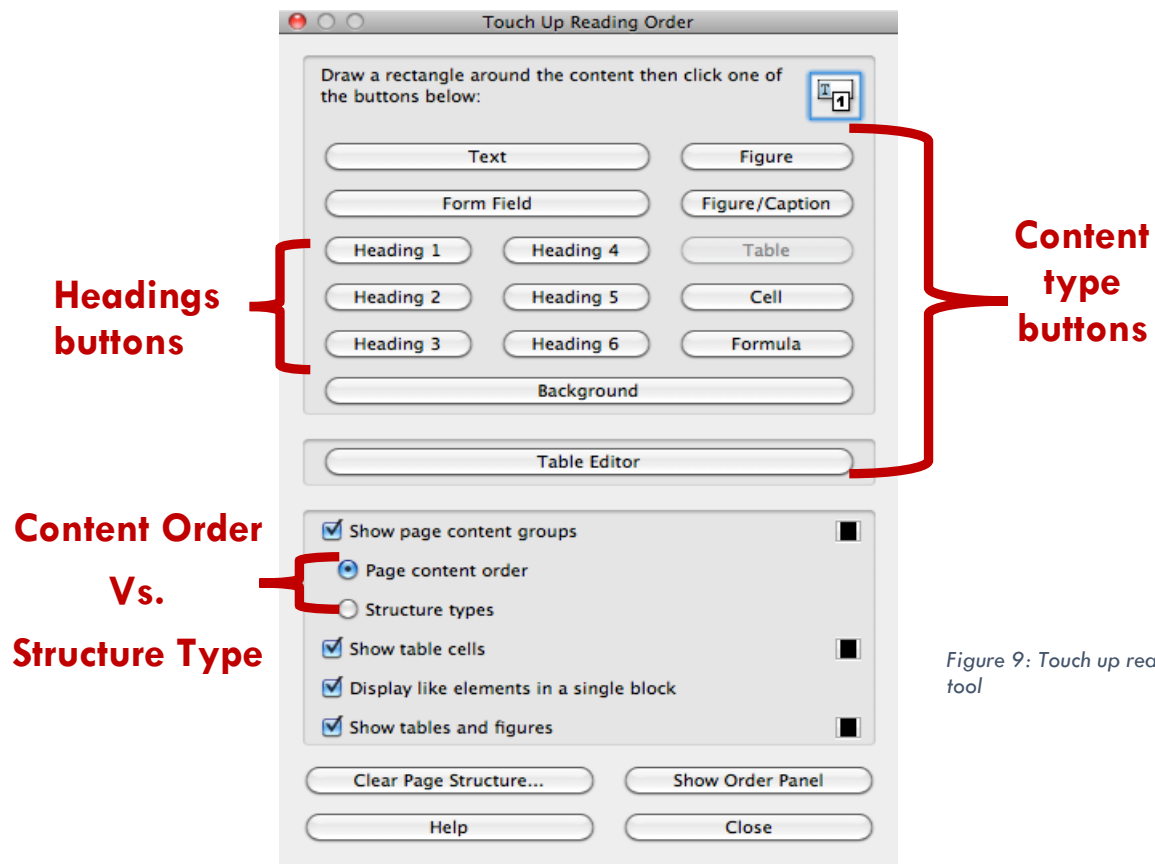 Touch Up Reading Order
Draw a rectangle around the content then click one of
the buttons below:
T
1
Text
Figure
Form Field
Figure/Caption
Heading 1
Heading 4
Table
Heading 2
Heading 5
Cell
Heading 3
Heading 6
Formula
Background
Table Editor
Show page content groups
Page content order
Structure types
Show table cells
Display like elements in a single block
Show tables and figures
Clear Page Structure...
Show Order Panel
Help
Close
Headings
buttons
Content
type
buttons
Content Order
Vs.
Structure Type
Figure 9: Touch up
tool